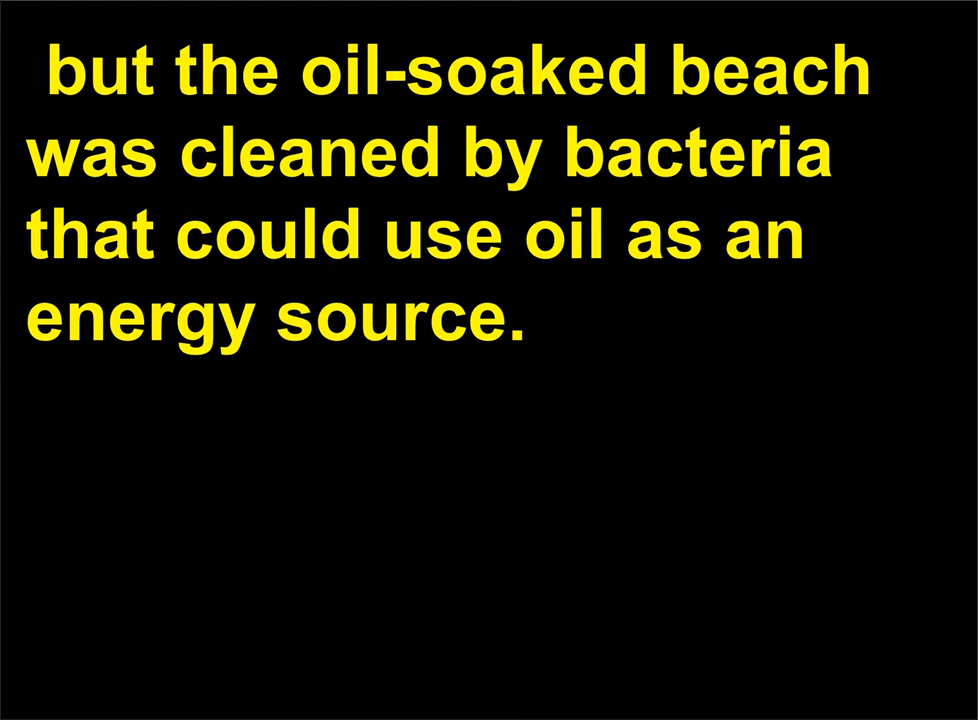 but the oil-soaked beach
was cleaned by bacteria
that could use oil as an
energy source.